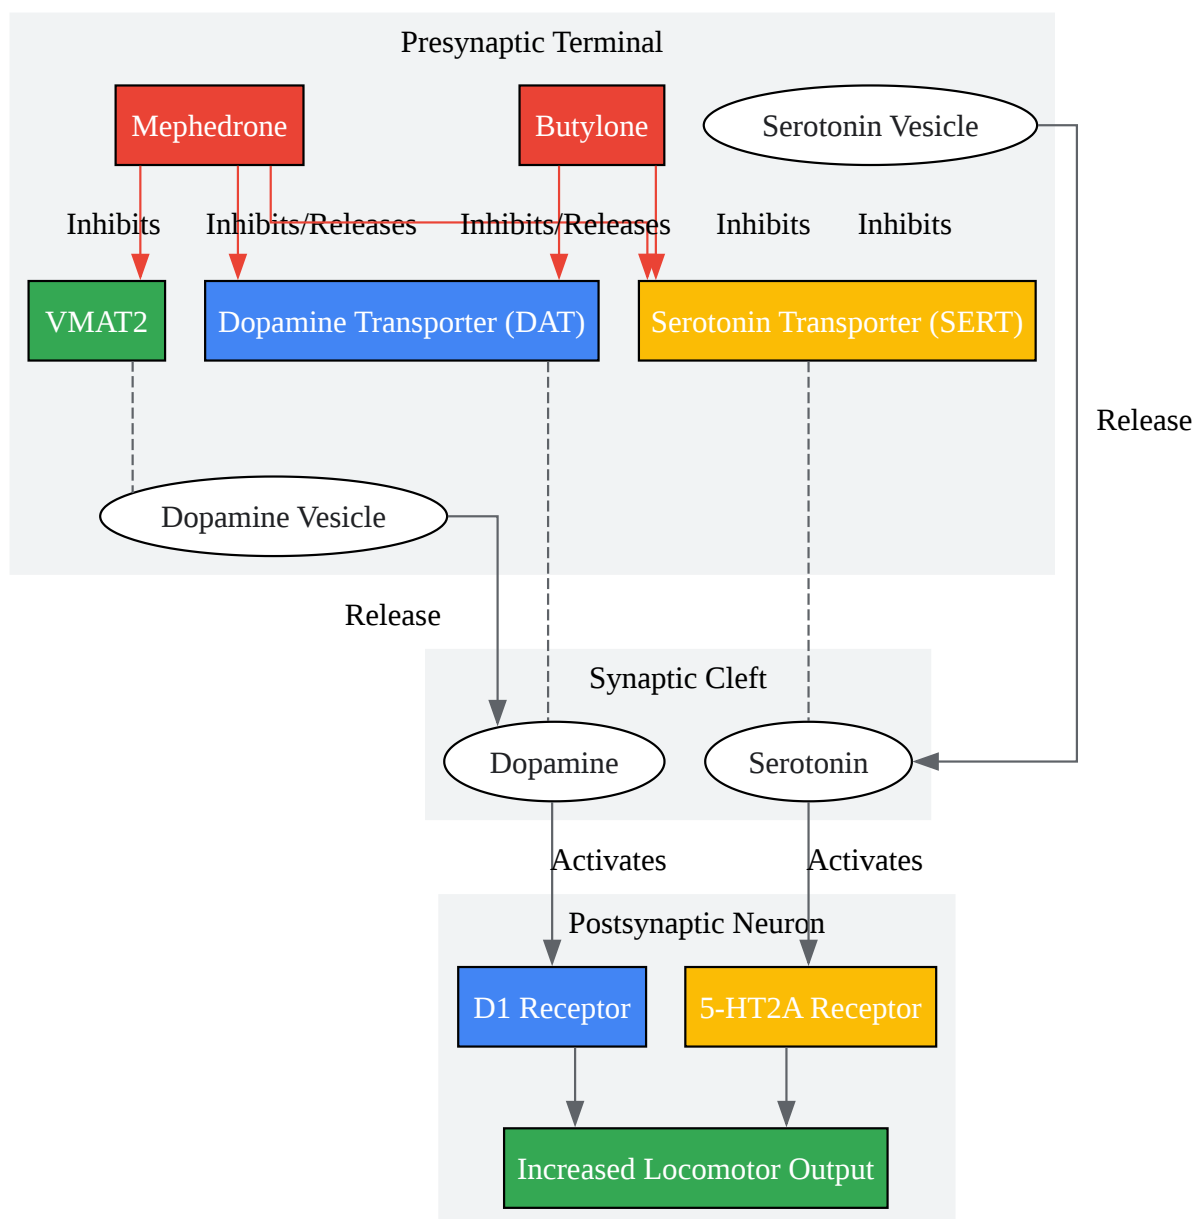 Presynaptic Terminal
Mephedrone
Butylone
Serotonin Vesicle
Inhibits
Inhibits/Releases
Inhibits/Releases
Inhibits
Inhibits
VMAT2
Dopamine Transporter (DAT)
Serotonin Transporter (SERT)
Release
Dopamine Vesicle
Release
Synaptic Cleft
Dopamine
Serotonin
Activates
Activates
Postsynaptic Neuron
D1 Receptor
5-HT2A Receptor
Increased Locomotor Output